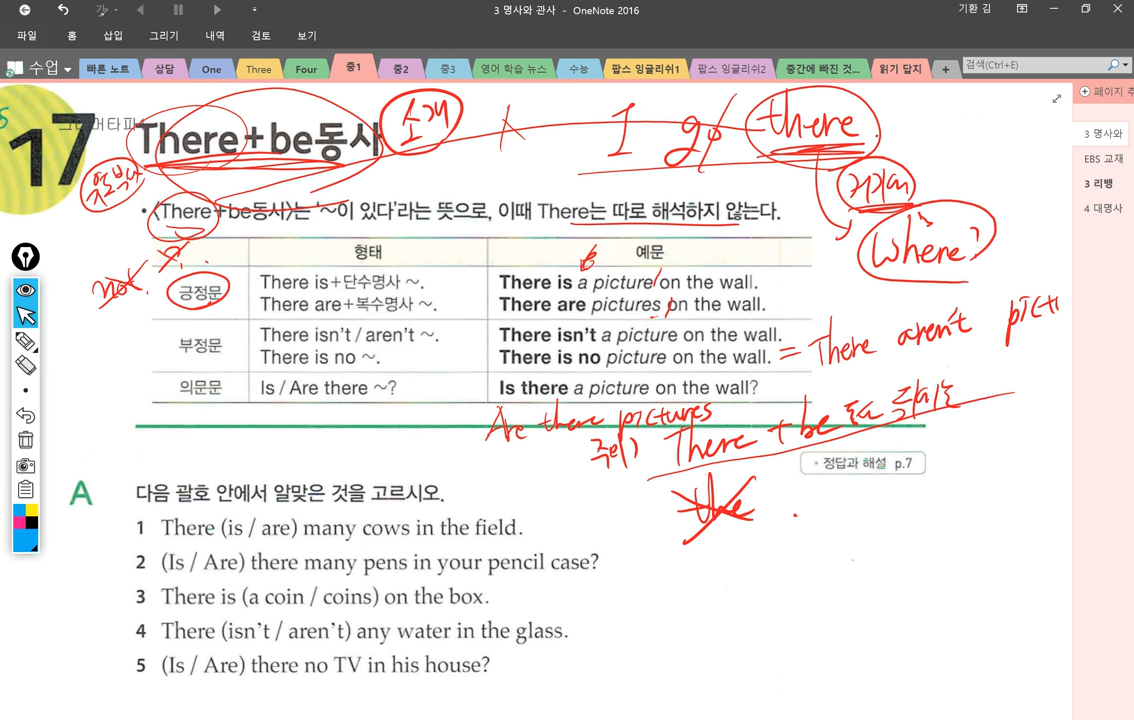 3 명사와 관사 - OneNote 2016
기환 김
파일 홈 삽입 그리기 내역 검토 보기
수업 빠른 노트 상담 One Three Four 중1 중2 중3 영어 학습 뉴스 수능 팝스 잉글리쉬1 팝스 잉글리쉬2 중간에 빠진 것... 읽기 답지 +
검색(Ctrl+E)
페이지 추
3 명사와
EBS 교재
3 리뱅
4 대명사
17 There+be동사
소개
I go there
거기에
where?
• 〈There+be동사〉는 '~이 있다'라는 뜻으로, 이때 There는 따로 해석하지 않는다.
형태 예문
not
긍정문 There is+단수명사 ~. There is a picture on the wall.
There are+복수명사 ~. There are pictures on the wall.
부정문 There isn't / aren't ~. There isn't a picture on the wall.
There is no ~. There is no picture on the wall.
= There aren't
의문문 Is / Are there ~? Is there a picture on the wall?
Are there pictures
There + be
the
• 정답과 해설 p.7
A 다음 괄호 안에서 알맞은 것을 고르시오.
1 There (is / are) many cows in the field.
2 (Is / Are) there many pens in your pencil case?
3 There is (a coin / coins) on the box.
4 There (isn't / aren't) any water in the glass.
5 (Is / Are) there no TV in his house?